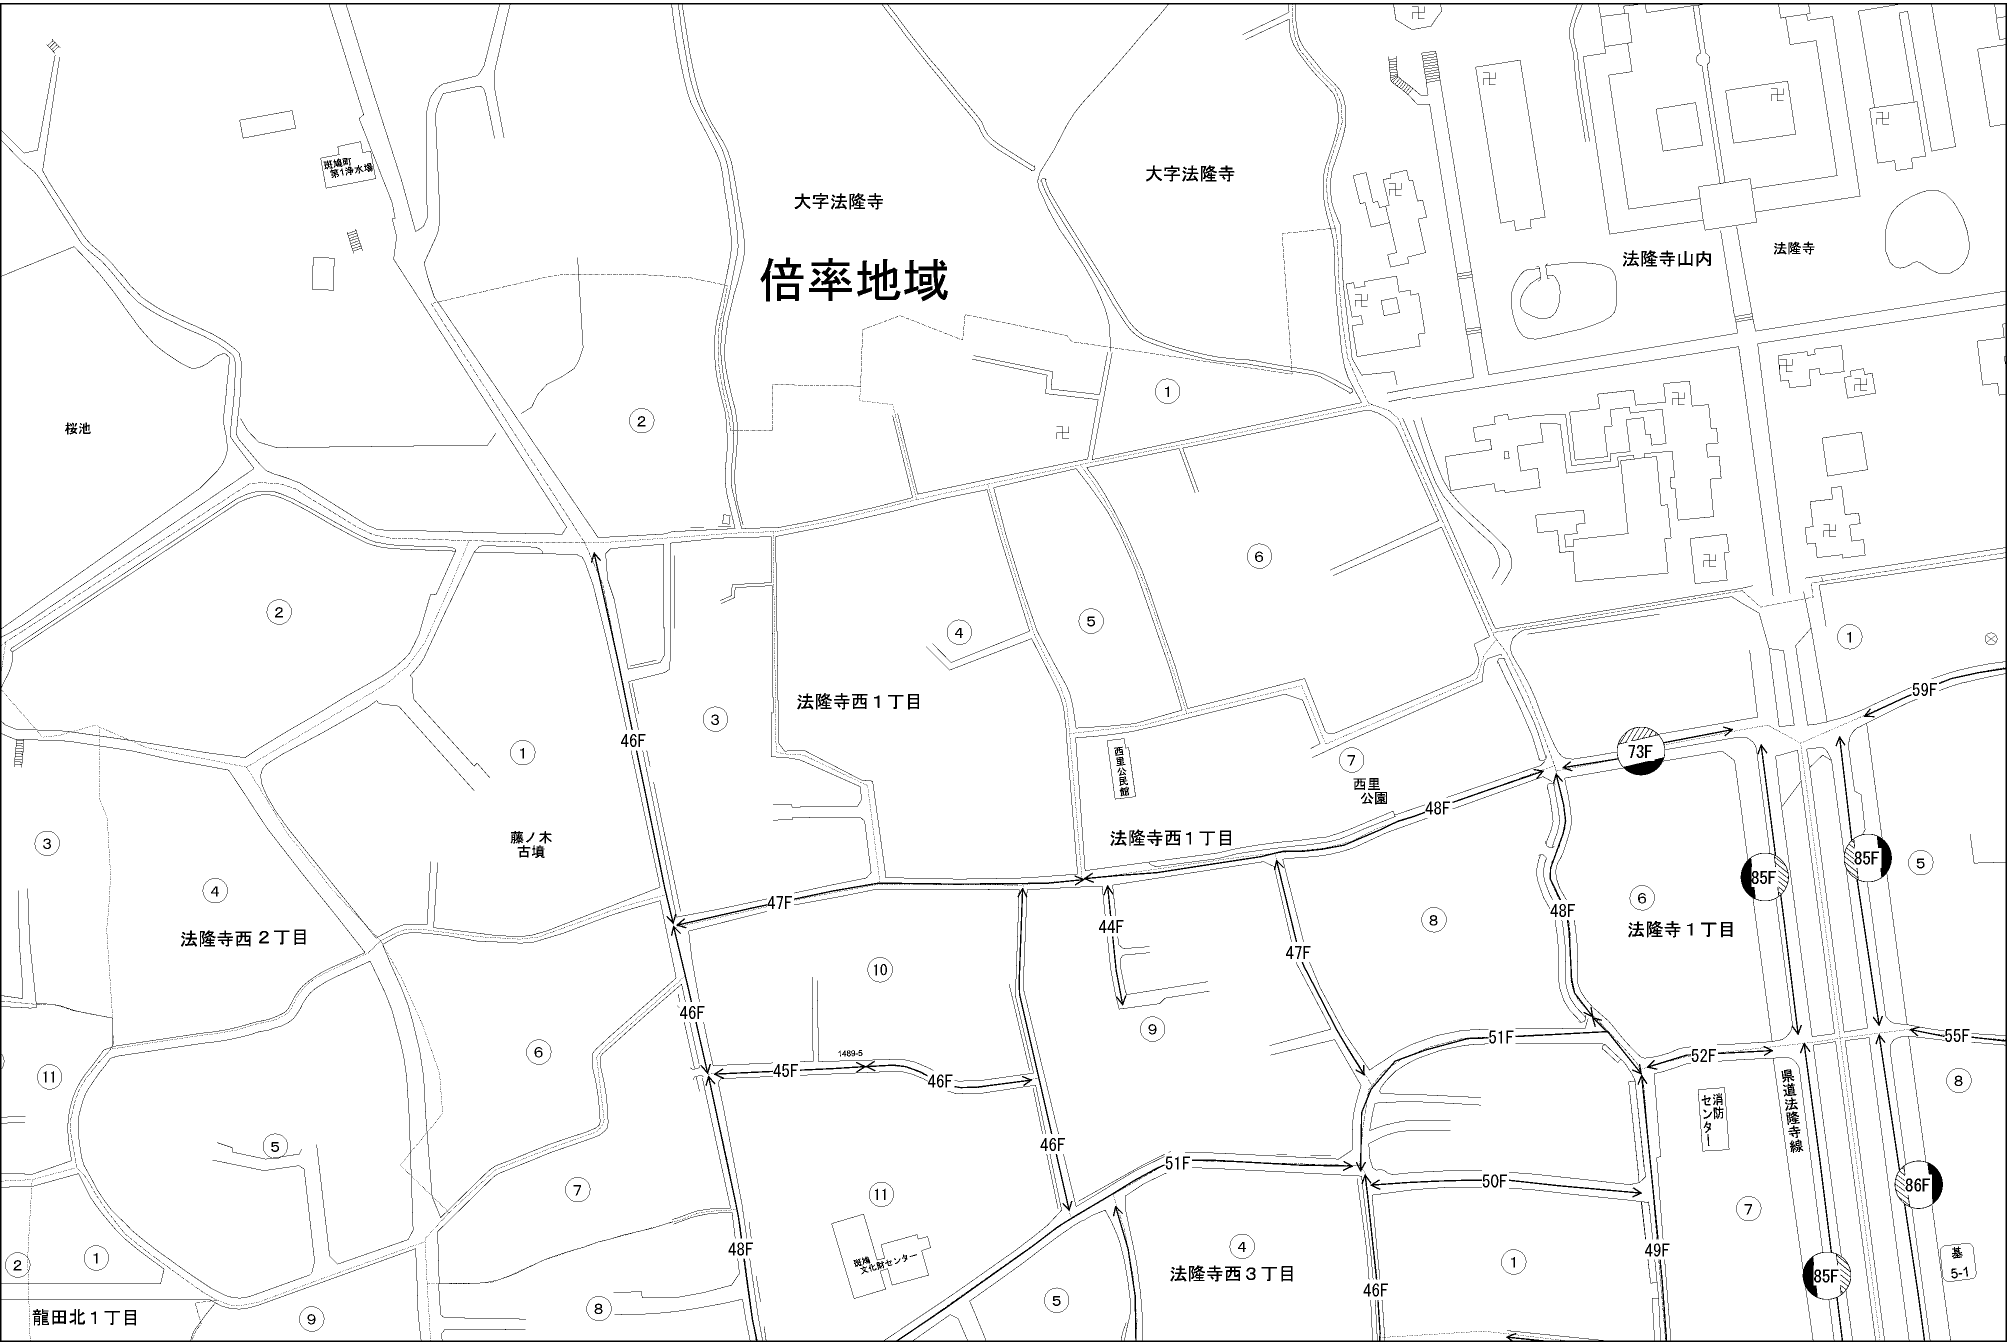 斑鳩町
第1浄水場
大字法隆寺
大字法隆寺
倍率地域
法隆寺山内
法隆寺
1
2
桜池
2
6
4
5
1
3
法隆寺西1丁目
59F
46F
1
73F
西里公民館
7
西里
公園
48F
藤ノ木
古墳
法隆寺西1丁目
3
85F
85F
5
4
47F
48F
6
8
44F
法隆寺1丁目
法隆寺西2丁目
47F
10
46F
9
51F
55F
6
1489-5
52F
11
45F
46F
8
県道法隆寺線
消防
センター
5
46F
51F
50F
86F
7
11
7
48F
4
49F
2
1
斑鳩
文化財センター
法隆寺西3丁目
1
基
5-1
85F
46F
龍田北1丁目
9
8
5